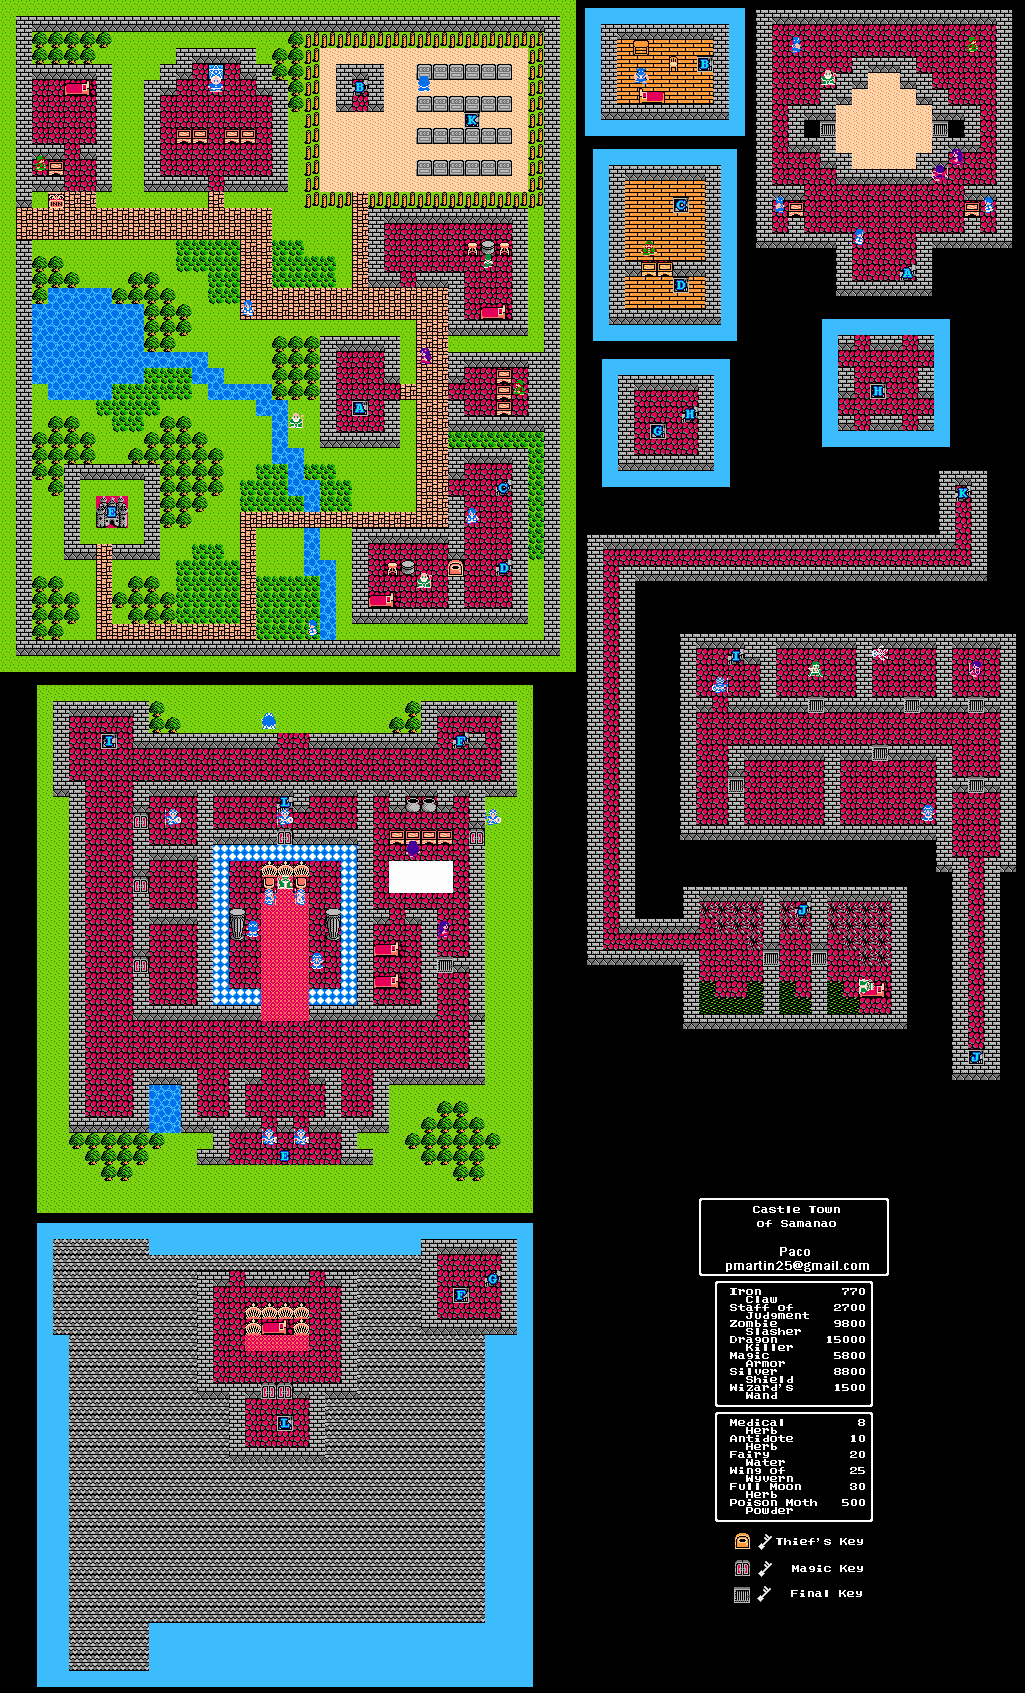 B
K
A
C
D
E
B
C
D
G
H
A
H
K
I
J
J
I
F
L
E
G
F
L
Castle Town
of Samanao
Paco
pmartin25@gmail.com
Iron 770
Claw
Staff of 2700
Judgment
Zombie 9800
Slasher
Dragon 15000
Killer
Magic 5800
Armor
Silver 8800
Shield
Wizard's 1500
Wand
Medical 8
Herb
Antidote 10
Herb
Fairy 20
Water
Wing of 25
Wyvern
Full Moon 30
Herb
Poison Moth 500
Powder
Thief's Key
Magic Key
Final Key